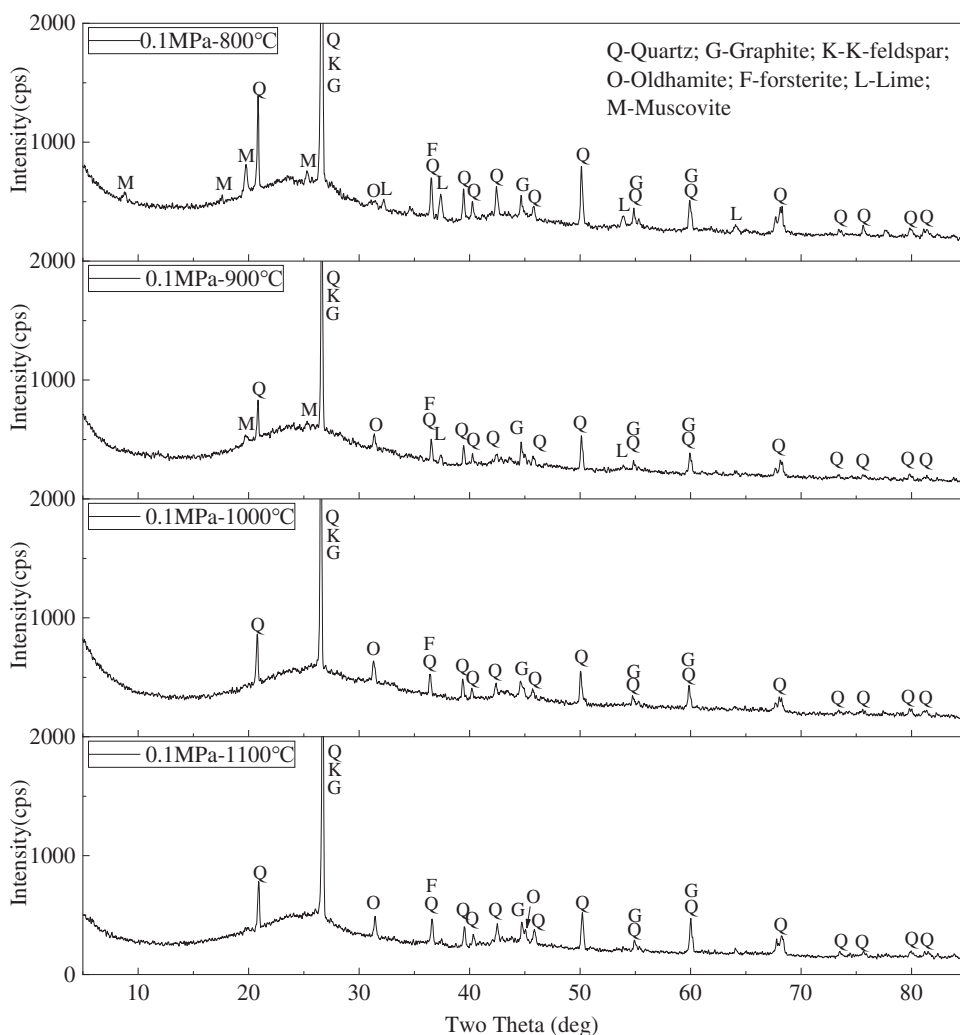 2000
0.1MPa-800℃
Q
K
G
Q-Quartz; G-Graphite; K-K-feldspar;
O-Oldhamite; F-forsterite; L-Lime;
M-Muscovite
Intensity(cps)
1000
M M M Q M O L F Q L Q Q Q G Q Q L G Q G Q L Q Q Q Q Q
2000
0.1MPa-900℃
Q
K
G
Intensity(cps)
1000
M Q M O F Q L Q Q Q G Q Q L G Q G Q Q Q Q Q Q
2000
0.1MPa-1000℃
Q
K
G
Intensity(cps)
1000
Q O F Q Q Q Q G Q Q G Q G Q Q Q Q Q Q
2000
0.1MPa-1100℃
Q
K
G
Intensity(cps)
1000
Q O F Q Q Q Q G O Q Q G Q G Q Q Q Q Q Q
0
10 20 30 40 50 60 70 80
Two Theta (deg)